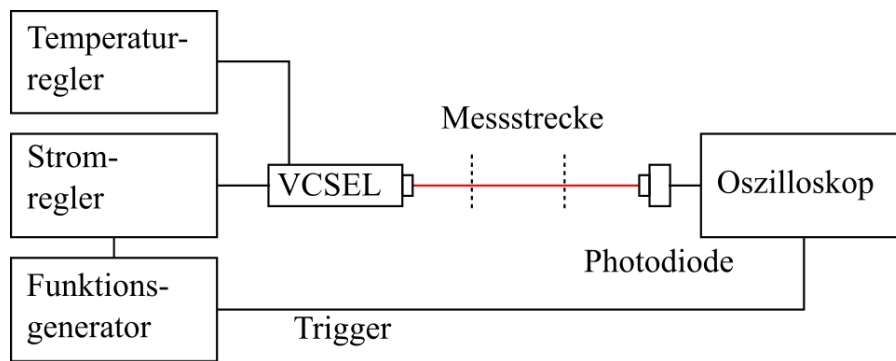 Temperatur-
regler
Messstrecke
Strom-
regler
VCSEL
Oszilloskop
Photodiode
Funktions-
generator
Trigger